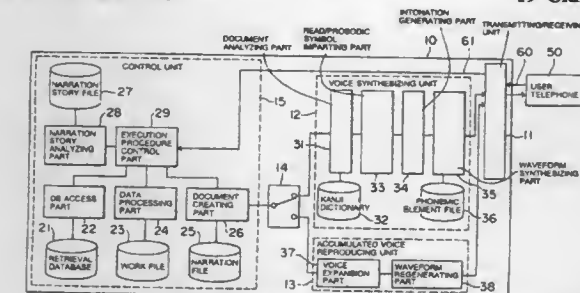 INTONATION
GENERATING PART
READ/PROSODIC
SYMBOL
IMPARTING PART
TRANSMITTING/RECEIVING
UNIT
DOCUMENT
ANALYZING PART
10
61
60
50
CONTROL UNIT
VOICE SYNTHESIZING UNIT
USER
TELEPHONE
NARRATION
STORY FILE
27
15
12
28
29
NARRATION
STORY ANALYZING
PART
EXECUTION
PROCEDURE
CONTROL
PART
31
11
14
33
34
35
WAVEFORM
SYNTHESIZING
PART
DB ACCESS
PART
DATA
PROCESSING
PART
DOCUMENT
CREATING
PART
KANJI
DICTIONARY
32
PHONEMIC
ELEMENT FILE
36
21
22
23
24
25
26
RETRIEVAL
DATABASE
WORK FILE
NARRATION
FILE
37
13
ACCUMULATED VOICE
REPRODUCING UNIT
VOICE EXPANSION
PART
WAVEFORM
REGENERATING
PART
38